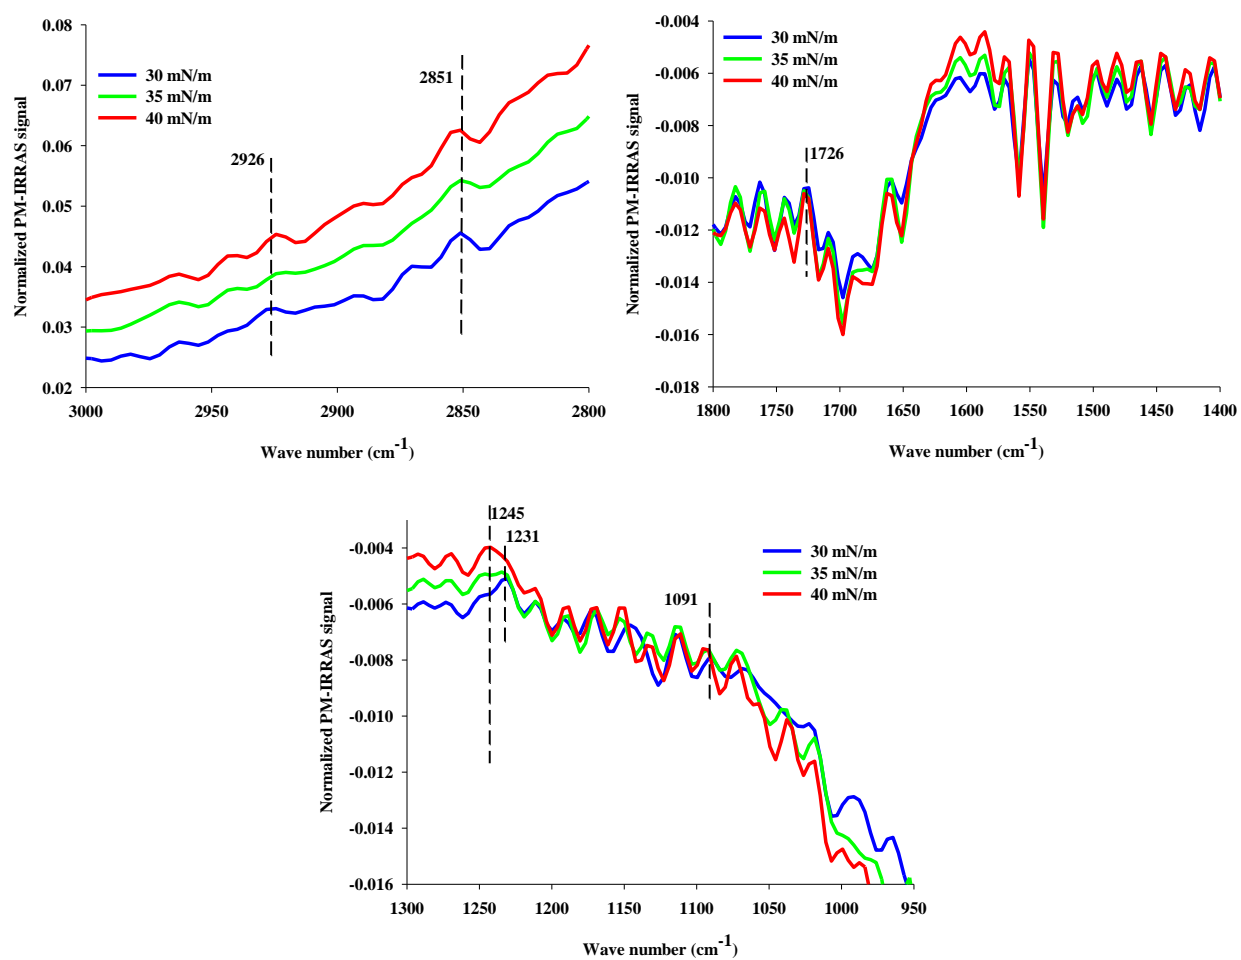 0.08
0.07
0.06
0.05
0.04
0.03
0.02
Normalized PM-IRRAS signal
30 mN/m
35 mN/m
40 mN/m
2926
2851
3000 2950 2900 2850 2800
Wave number (cm-1)
-0.004
-0.006
-0.008
-0.010
-0.012
-0.014
-0.016
-0.018
Normalized PM-IRRAS signal
30 mN/m
35 mN/m
40 mN/m
1726
1800 1750 1700 1650 1600 1550 1500 1450 1400
Wave number (cm-1)
-0.004
-0.006
-0.008
-0.010
-0.012
-0.014
-0.016
Normalized PM-IRRAS signal
1245
1231
1091
30 mN/m
35 mN/m
40 mN/m
1300 1250 1200 1150 1100 1050 1000 950
Wave number (cm-1)